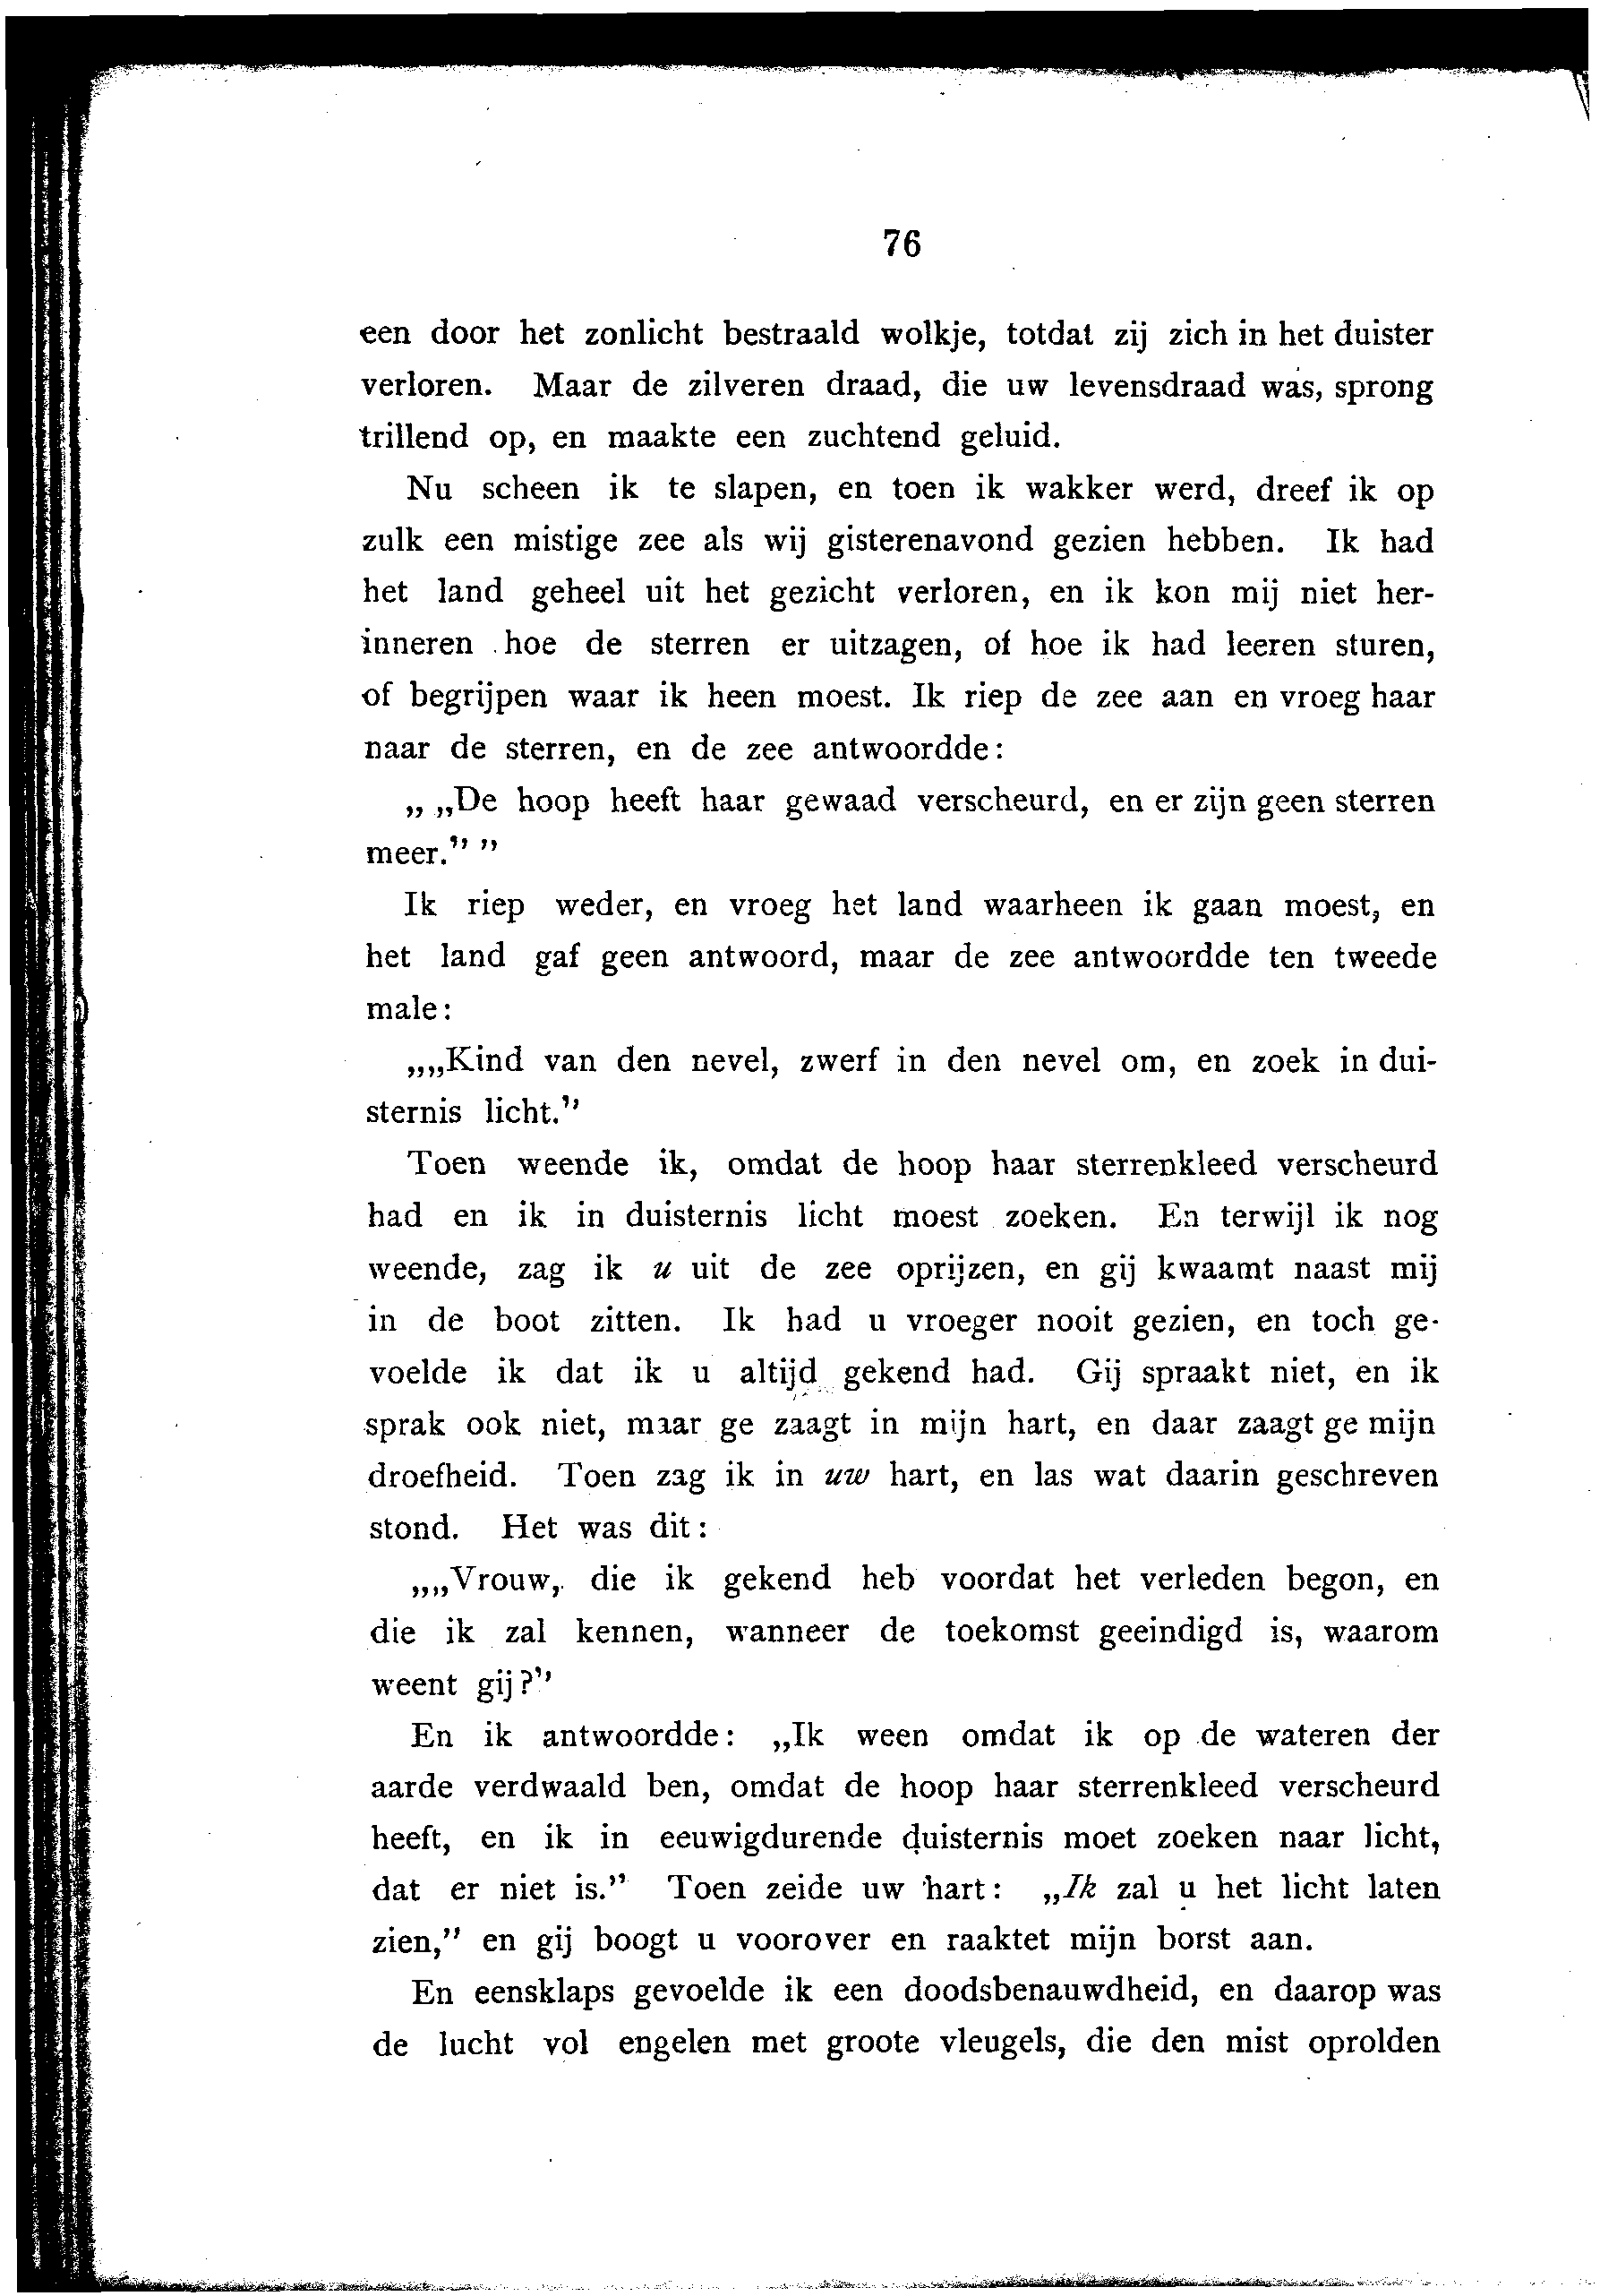 76
een door het zonlicht bestraald wolkje, totdat zij zich in het duister
verloren. Maar de zilveren draad, die uw levensdraad was, sprong
trillend op, en maakte een zuchtend geluid.
Nu scheen ik te slapen, en toen ik wakker werd, dreef ik op
zulk een mistige zee als wij gisterenavond gezien hebben. Ik had
het land geheel uit het gezicht verloren, en ik kon mij niet her-
inneren hoe de sterren er uitzagen, of hoe ik had leeren sturen,
of begrijpen waar ik heen moest. Ik riep de zee aan en vroeg haar
naar de sterren, en de zee antwoordde:
„ „De hoop heeft haar gewaad verscheurd, en er zijn geen sterren
meer.” ”
Ik riep weder, en vroeg het land waarheen ik gaan moest, en
het land gaf geen antwoord, maar de zee antwoordde ten tweede
male:
„„Kind van den nevel, zwerf in den nevel om, en zoek in dui-
sternis licht.”
Toen weende ik, omdat de hoop haar sterrenkleed verscheurd
had en ik in duisternis licht moest zoeken. En terwijl ik nog
weende, zag ik u uit de zee oprijzen, en gij kwaamt naast mij
in de boot zitten. Ik had u vroeger nooit gezien, en toch ge-
voelde ik dat ik u altijd gekend had. Gij spraakt niet, en ik
sprak ook niet, maar ge zaagt in mijn hart, en daar zaagt ge mijn
droefheid. Toen zag ik in uw hart, en las wat daarin geschreven
stond. Het was dit:
„„Vrouw, die ik gekend heb voordat het verleden begon, en
die ik zal kennen, wanneer de toekomst geeindigd is, waarom
weent gij?”
En ik antwoordde: „Ik ween omdat ik op de wateren der
aarde verdwaald ben, omdat de hoop haar sterrenkleed verscheurd
heeft, en ik in eeuwigdurende duisternis moet zoeken naar licht,
dat er niet is.” Toen zeide uw hart: „Ik zal u het licht laten
zien,” en gij boogt u voorover en raaktet mijn borst aan.
En eensklaps gevoelde ik een doodsbenauwdheid, en daarop was
de lucht vol engelen met groote vleugels, die den mist oprolden